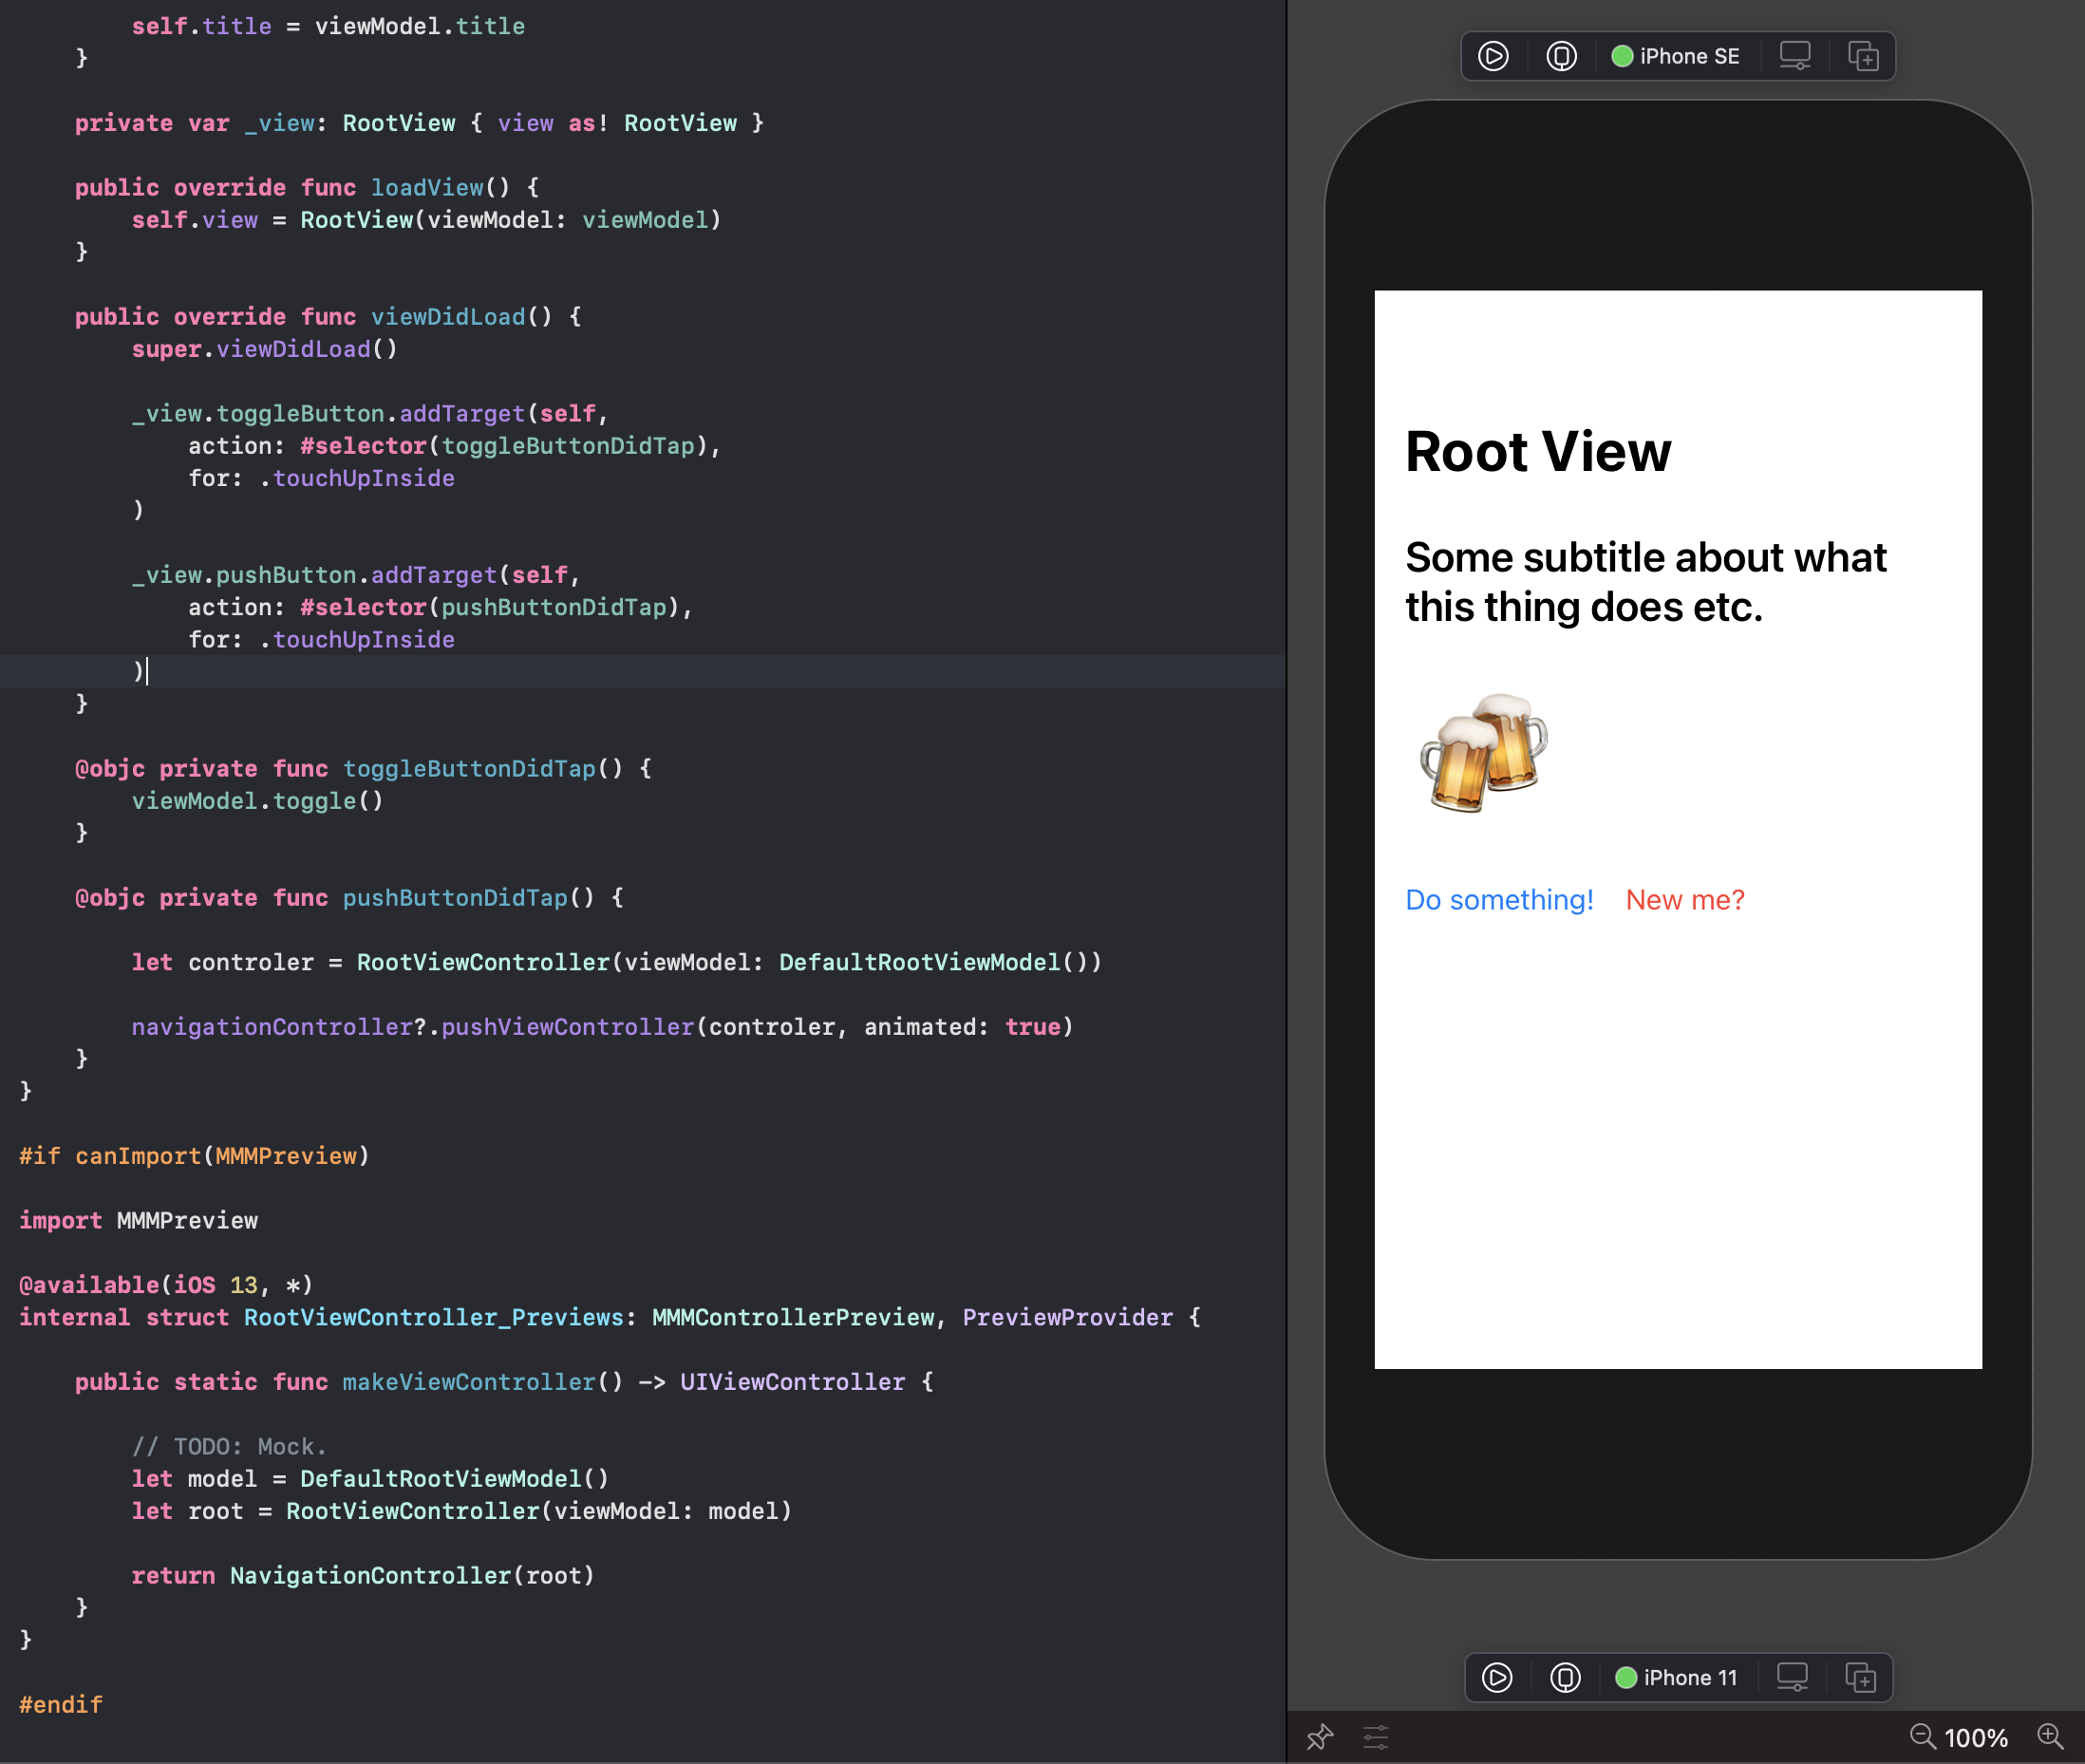 self.title = viewModel.title
}
private var _view: RootView { view as! RootView }
public override func loadView() {
self.view = RootView(viewModel: viewModel)
}
public override func viewDidLoad() {
super.viewDidLoad()
_view.toggleButton.addTarget(self,
action: #selector(toggleButtonDidTap),
for: .touchUpInside
)
_view.pushButton.addTarget(self,
action: #selector(pushButtonDidTap),
for: .touchUpInside
)
}
@objc private func toggleButtonDidTap() {
viewModel.toggle()
}
@objc private func pushButtonDidTap() {
let controler = RootViewController(viewModel: DefaultRootViewModel())
navigationController?.pushViewController(controler, animated: true)
}
}
#if canImport(MMMPreview)
import MMMPreview
@available(iOS 13, *)
internal struct RootViewController_Previews: MMMControllerPreview, PreviewProvider {
public static func makeViewController() -> UIViewController {
// TODO: Mock.
let model = DefaultRootViewModel()
let root = RootViewController(viewModel: model)
return NavigationController(root)
}
}
#endif
iPhone SE
Root View
Some subtitle about what
this thing does etc.
Do something! New me?
iPhone 11
100%